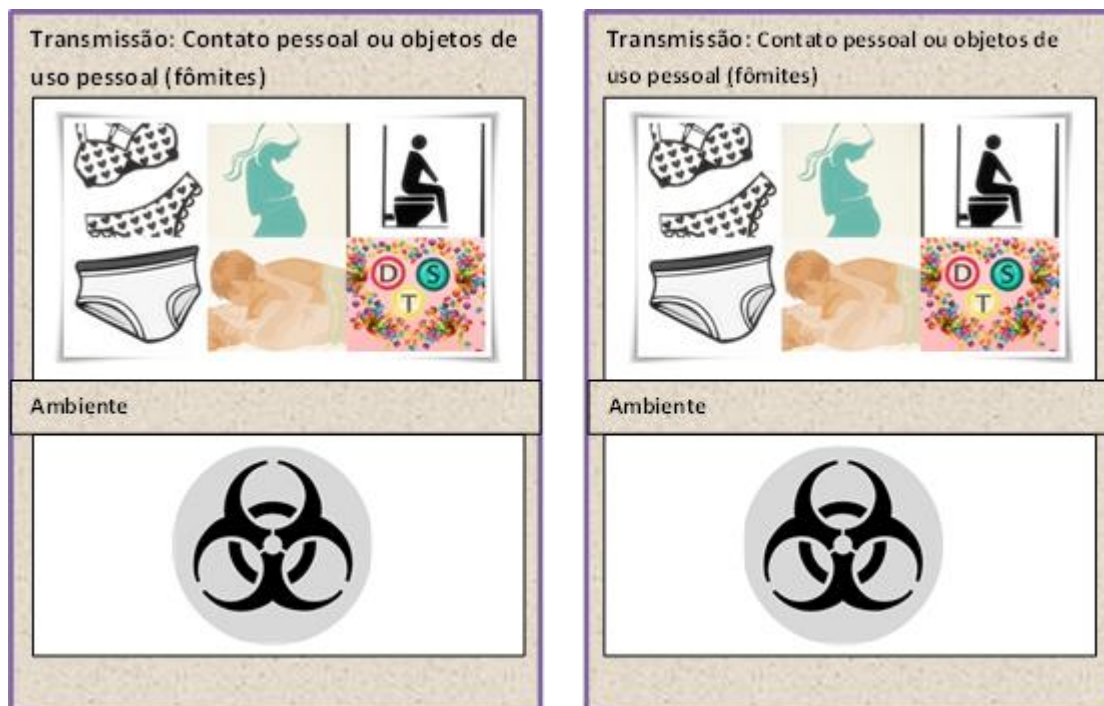 Transmissão: Contato pessoal ou objetos de
uso pessoal (fômites)
D S
T
Ambiente
Transmissão: Contato pessoal ou objetos de
uso pessoal (fômites)
D S
T
Ambiente